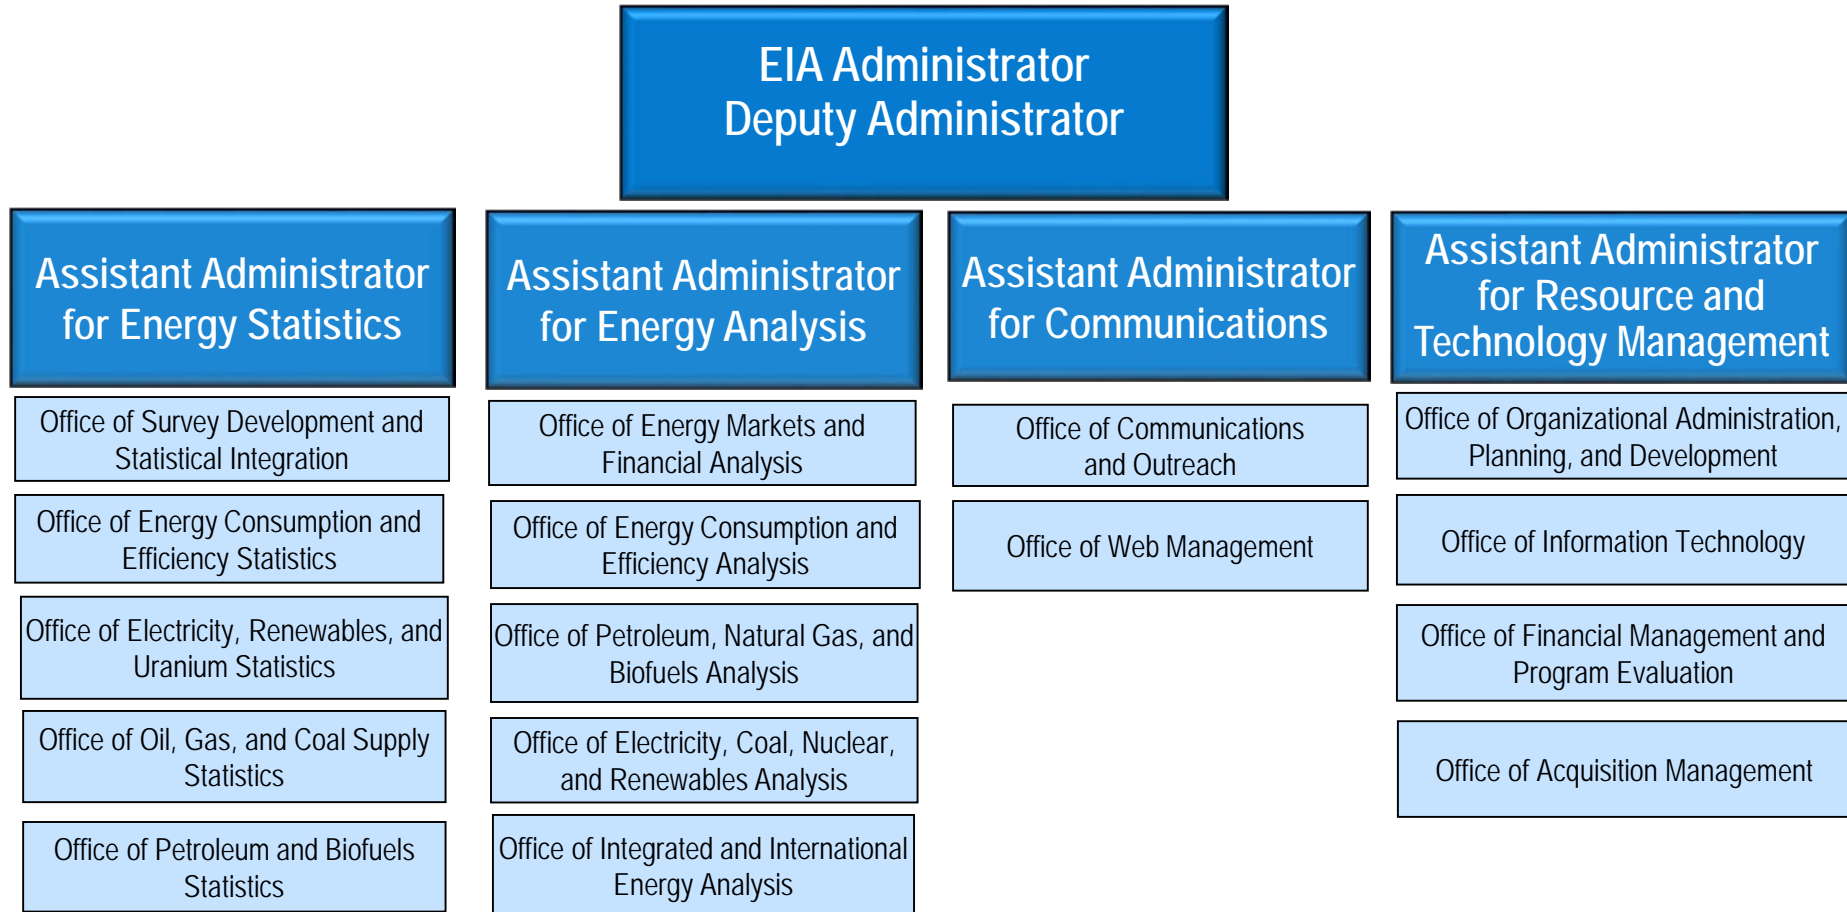 EIA Administrator
Deputy Administrator
Assistant Administrator
for Energy Statistics
Office of Survey Development and
Statistical Integration
Office of Energy Consumption and
Efficiency Statistics
Office of Electricity, Renewables, and
Uranium Statistics
Office of Oil, Gas, and Coal Supply
Statistics
Office of Petroleum and Biofuels
Statistics
Assistant Administrator
for Energy Analysis
Office of Energy Markets and
Financial Analysis
Office of Energy Consumption and
Efficiency Analysis
Office of Petroleum, Natural Gas, and
Biofuels Analysis
Office of Electricity, Coal, Nuclear,
and Renewables Analysis
Office of Integrated and International
Energy Analysis
Assistant Administrator
for Communications
Office of Communications
and Outreach
Office of Web Management
Assistant Administrator
for Resource and
Technology Management
Office of Organizational Administration,
Planning, and Development
Office of Information Technology
Office of Financial Management and
Program Evaluation
Office of Acquisition Management